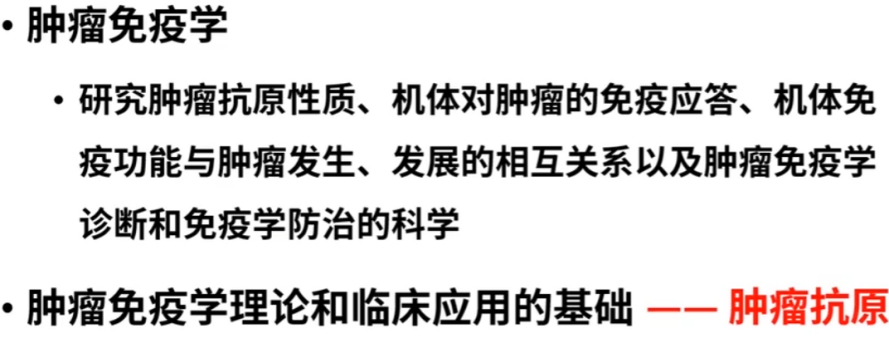 • 肿瘤免疫学
• 研究肿瘤抗原性质、机体对肿瘤的免疫应答、机体免
疫功能与肿瘤发生、发展的相互关系以及肿瘤免疫学
诊断和免疫学防治的科学
• 肿瘤免疫学理论和临床应用的基础 —— 肿瘤抗原